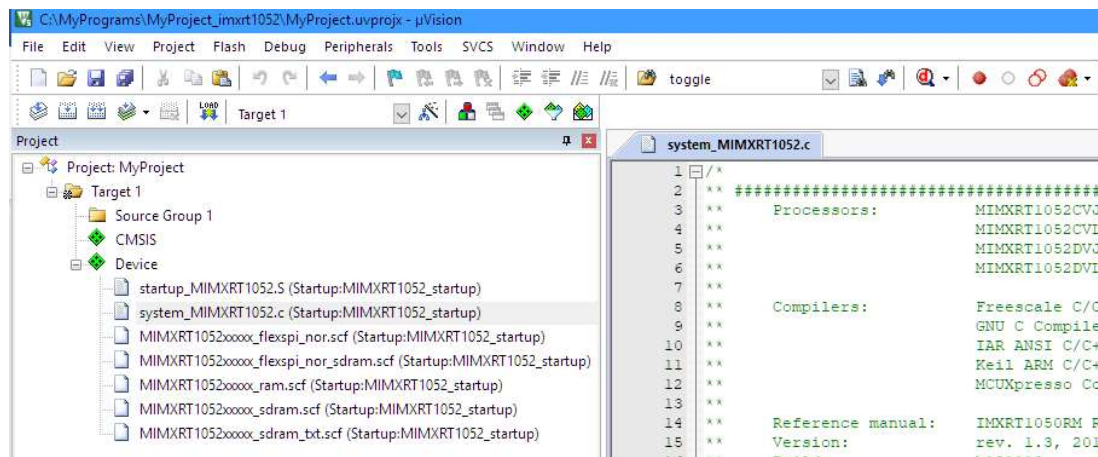 C:\MyPrograms\MyProject_imxrt1052\MyProject.uvprojx - µVision
File Edit View Project Flash Debug Peripherals Tools SVCS Window Help
toggle
LOAD Target 1
Project
system_MIMXRT1052.c
Project: MyProject
Target 1
Source Group 1
CMSIS
Device
startup_MIMXRT1052.S (Startup:MIMXRT1052_startup)
system_MIMXRT1052.c (Startup:MIMXRT1052_startup)
MIMXRT1052xxxxx_flexspi_nor.scf (Startup:MIMXRT1052_startup)
MIMXRT1052xxxxx_flexspi_nor_sdram.scf (Startup:MIMXRT1052_startup)
MIMXRT1052xxxxx_ram.scf (Startup:MIMXRT1052_startup)
MIMXRT1052xxxxx_sdram.scf (Startup:MIMXRT1052_startup)
MIMXRT1052xxxxx_sdram_txt.scf (Startup:MIMXRT1052_startup)
1 /*
2 ** ########################################
3 ** Processors: MIMXRT1052CVJ
4 ** MIMXRT1052CVL
5 ** MIMXRT1052DVJ
6 ** MIMXRT1052DVL
7 **
8 ** Compilers: Freescale C/C
9 ** GNU C Compile
10 ** IAR ANSI C/C+
11 ** Keil ARM C/C+
12 ** MCUXpresso Co
13 **
14 ** Reference manual: IMXRT1050RM R
15 ** Version: rev. 1.3, 201